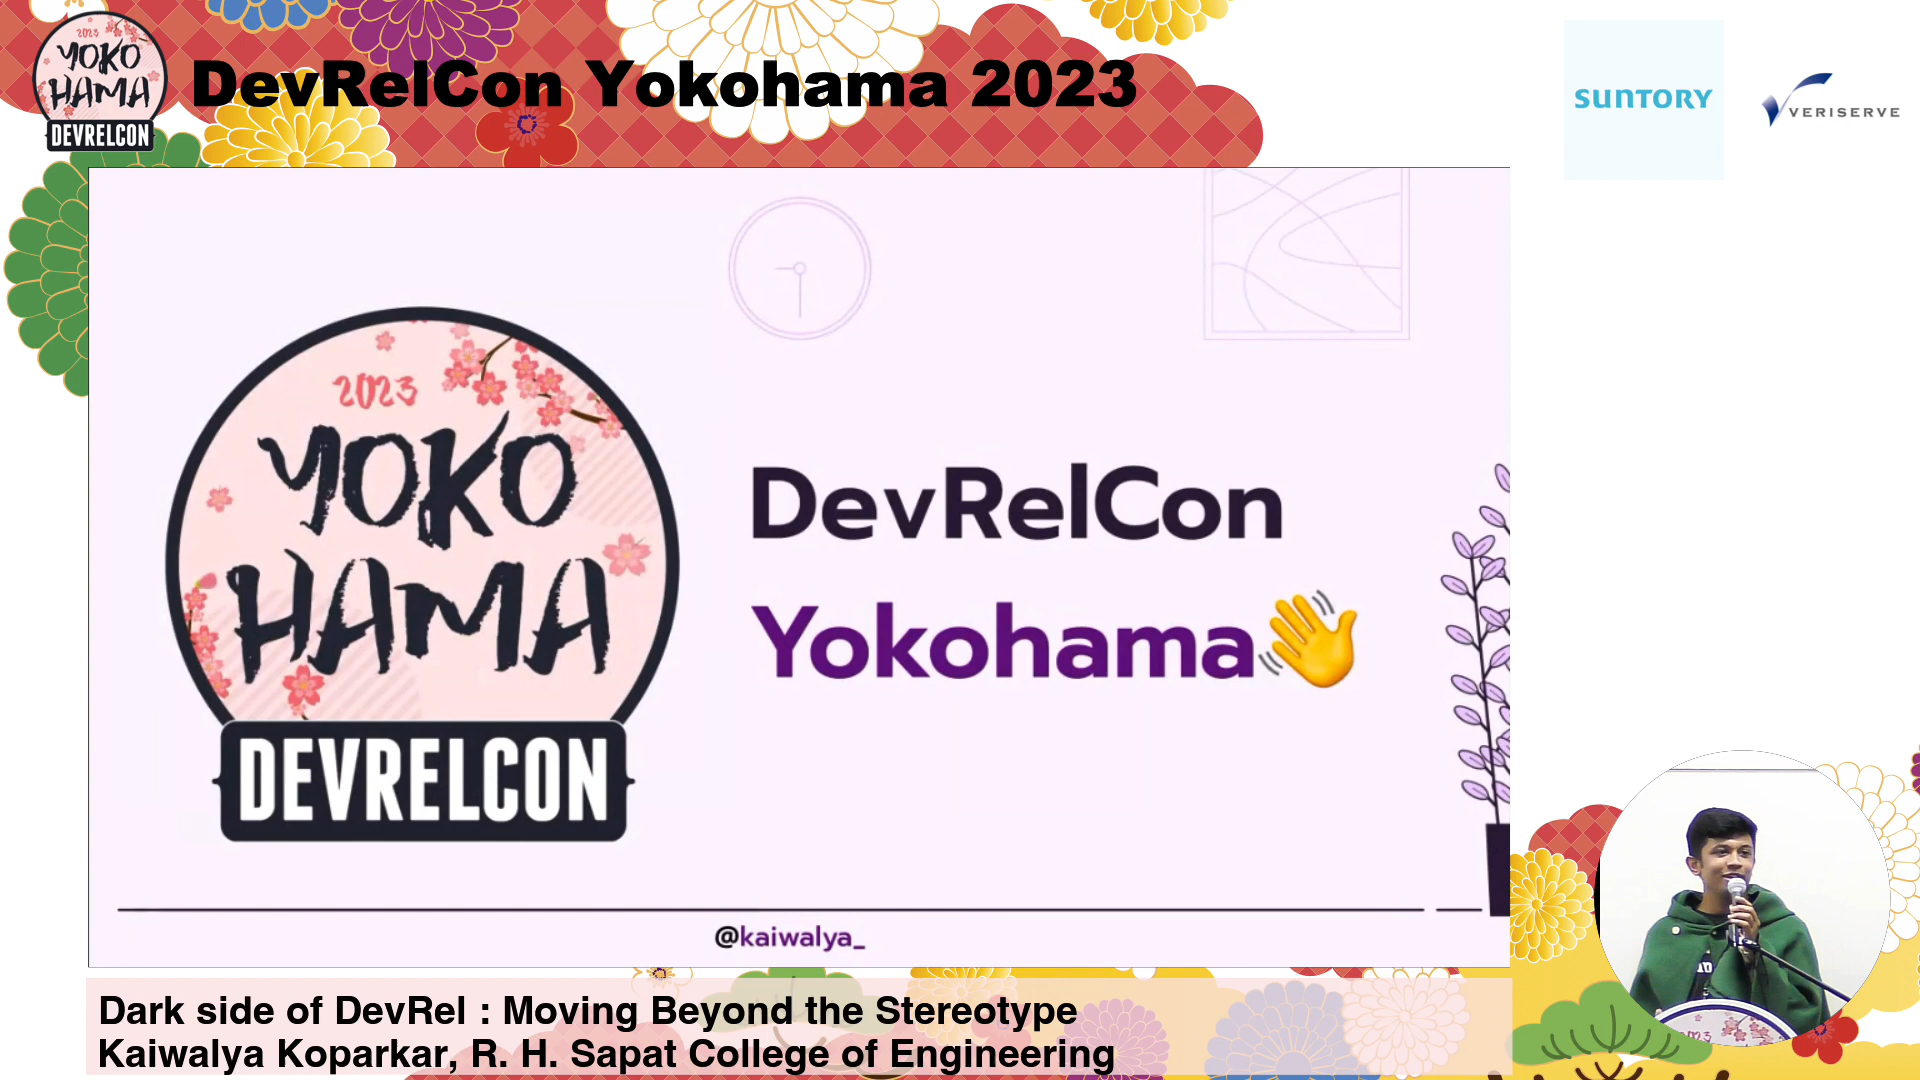 2023
YOKO
HAMA
DEVRELCON
DevRelCon Yokohama 2023
SUNTORY
VERISERVE
2023
YOKO
HAMA
DEVRELCON
DevRelCon
Yokohama
@kaiwalya_
Dark side of DevRel : Moving Beyond the Stereotype
Kaiwalya Koparkar, R. H. Sapat College of Engineering